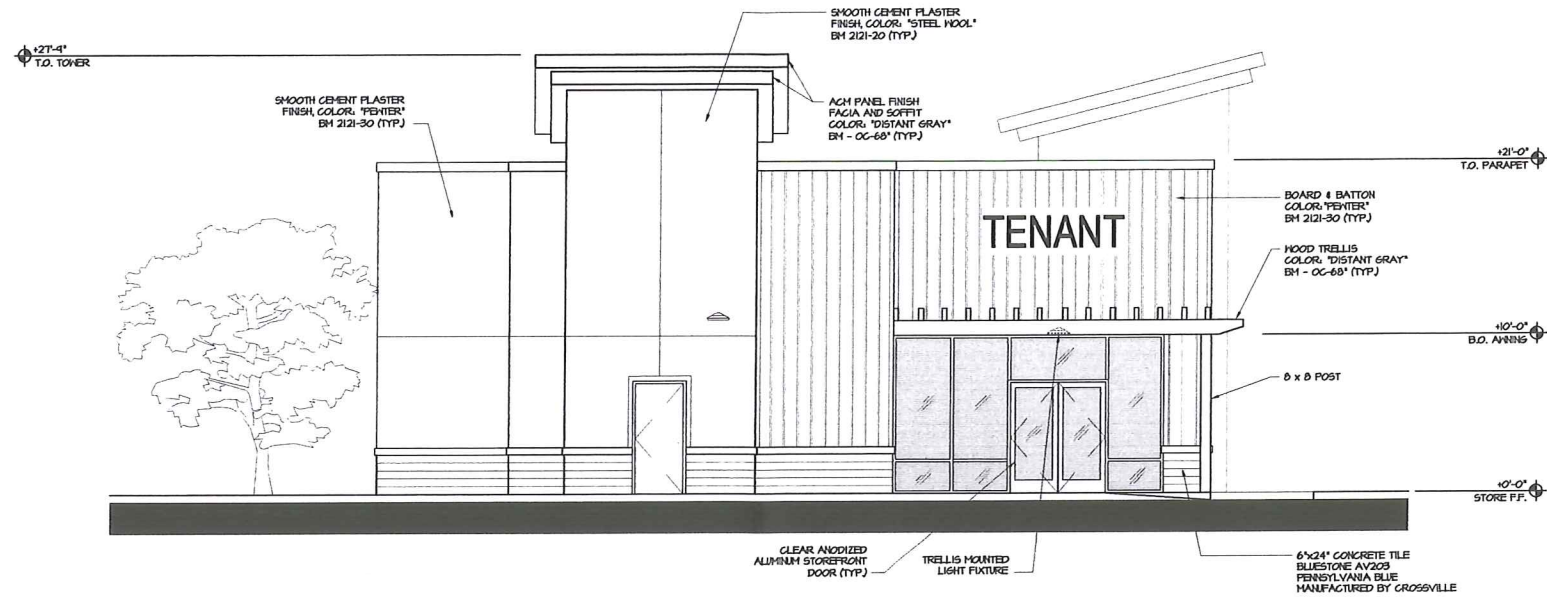 SMOOTH CEMENT PLASTER
FINISH, COLOR: "STEEL WOOL"
BM 2121-20 (TYP.)
+27'-4"
T.O. TOWER
SMOOTH CEMENT PLASTER
FINISH, COLOR: "PEWTER"
BM 2121-30 (TYP.)
ACM PANEL FINISH
FACIA AND SOFFIT
COLOR: "DISTANT GRAY"
BM - OC-68" (TYP.)
+21'-0"
T.O. PARAPET
BOARD & BATTON
COLOR: "PEWTER"
BM 2121-30 (TYP.)
TENANT
WOOD TRELLIS
COLOR: "DISTANT GRAY"
BM - OC-68" (TYP.)
+10'-0"
B.O. AWNING
8 x 8 POST
+0'-0"
STORE F.F.
CLEAR ANODIZED
ALUMINUM STOREFRONT
DOOR (TYP.)
TRELLIS MOUNTED
LIGHT FIXTURE
6"x24" CONCRETE TILE
BLUESTONE AV203
PENNSYLVANIA BLUE
MANUFACTURED BY CROSSVILLE